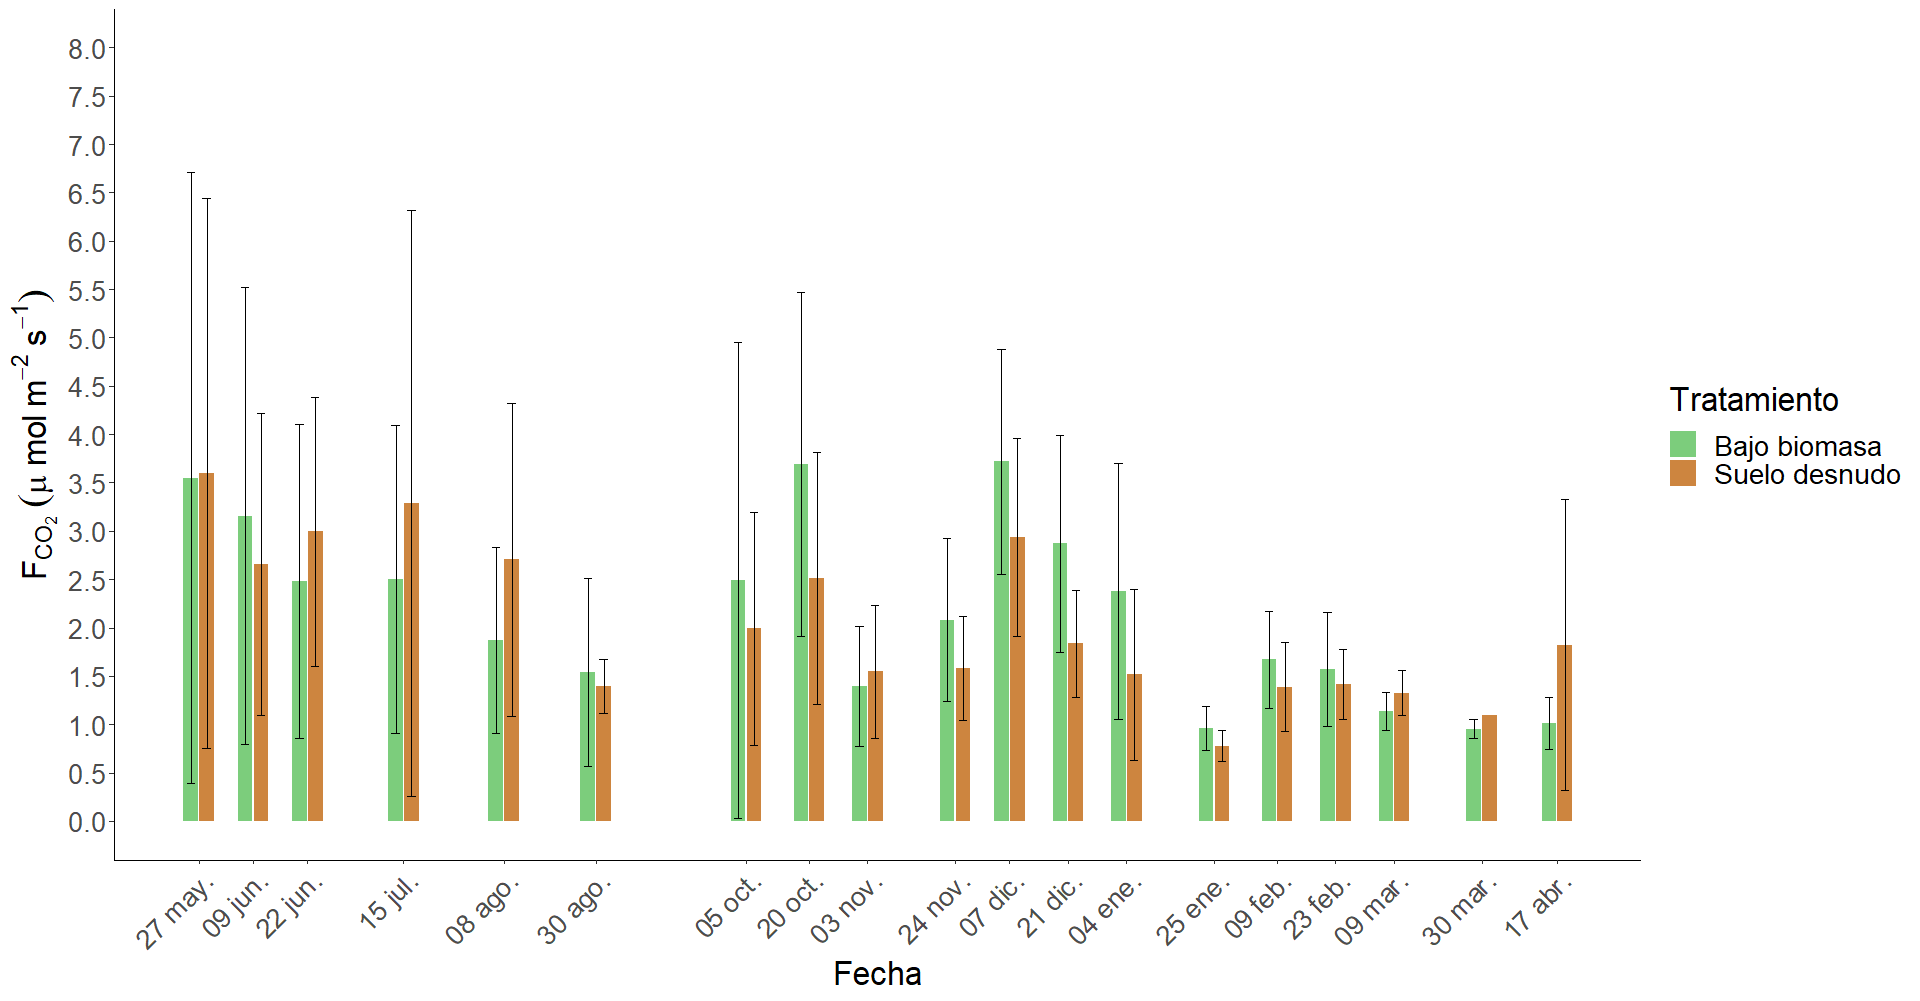 8.0
7.5
7.0
6.5
6.0
5.5
5.0
4.5
4.0
3.5
3.0
2.5
2.0
1.5
1.0
0.5
0.0
F_CO₂ (μ mol m⁻² s⁻¹)
27 may.
09 jun.
22 jun.
15 jul.
08 ago.
30 ago.
05 oct.
20 oct.
03 nov.
24 nov.
07 dic.
21 dic.
04 ene.
25 ene.
09 feb.
23 feb.
09 mar.
30 mar.
17 abr.
Fecha
Tratamiento
Bajo biomasa
Suelo desnudo